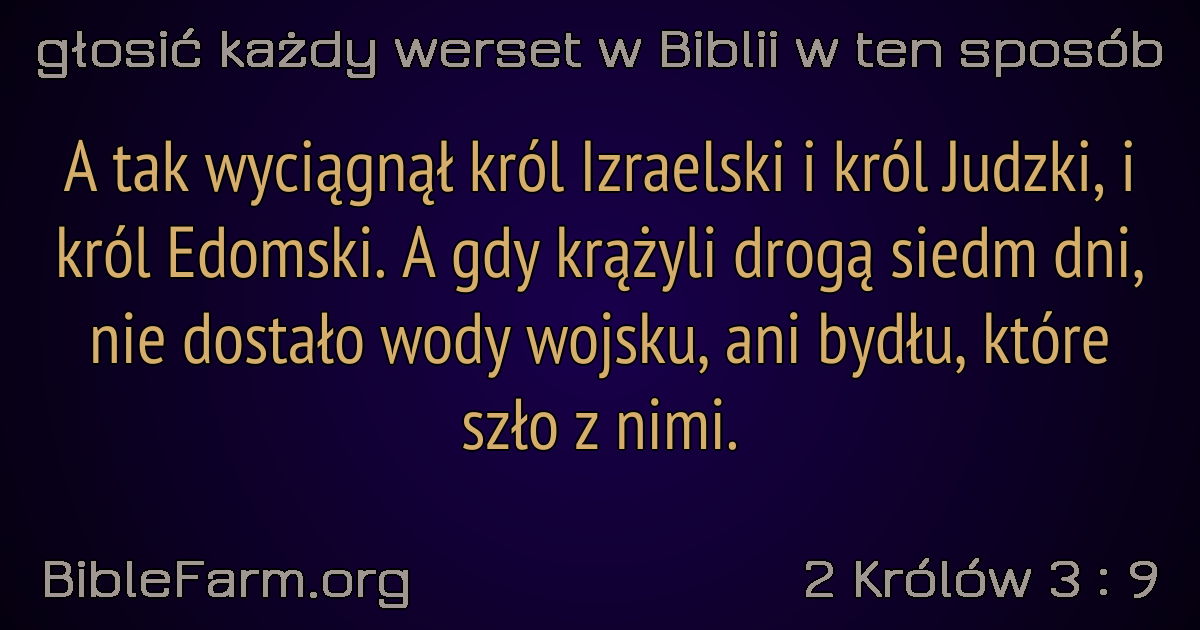 głosić każdy werset w Biblii w ten sposób
A tak wyciągnął król Izraelski i król Judzki, i
król Edomski. A gdy krążyli drogą siedm dni,
nie dostało wody wojsku, ani bydłu, które
szło z nimi.
BibleFarm.org
2 Królów 3 : 9